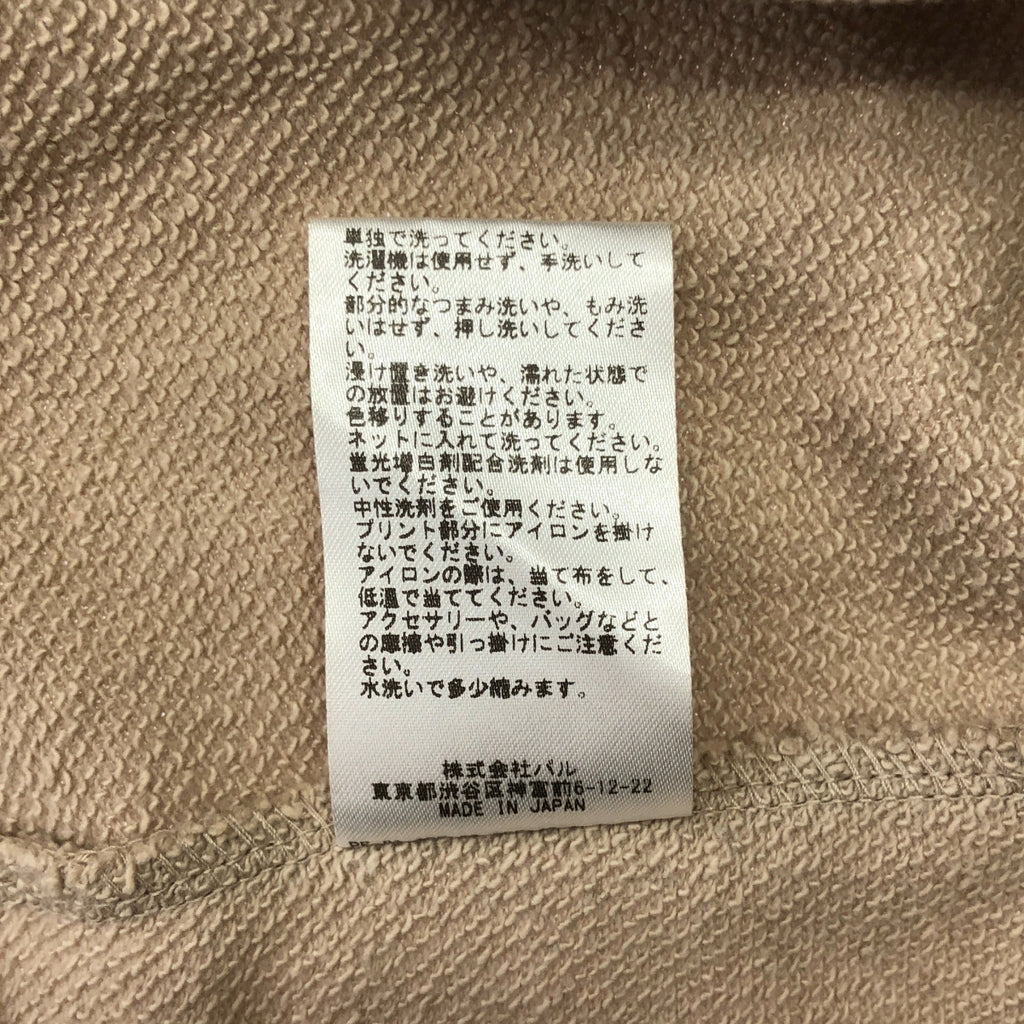 単独で洗ってください。
洗濯機は使用せず、手洗いして
ください。
部分的なつまみ洗いや、もみ洗
いはせず、押し洗いしてくださ
い。
浸け置き洗いや、濡れた状態で
の放置はお避けください。
色移りすることがあります。
ネットに入れて洗ってください。
蛍光増白剤配合洗剤は使用しな
いでください。
中性洗剤をご使用ください。
プリント部分にアイロンを掛け
ないでください。
アイロンの際は、当て布をして、
低温で当ててください。
アクセサリーや、バッグなどと
の摩擦や引っ掛けにご注意くだ
さい。
水洗いで多少縮みます。
株式会社パル
東京都渋谷区神宮前6-12-22
MADE IN JAPAN